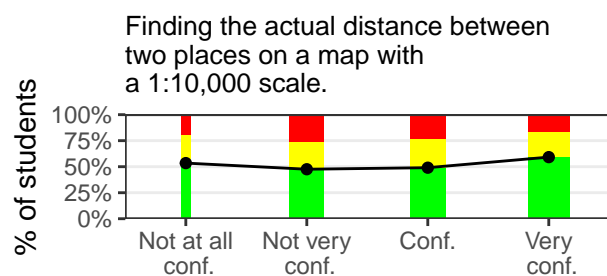 Finding the actual distance between
two places on a map with
a 1:10,000 scale.
% of students
100%
75%
50%
25%
0%
Not at all
conf.
Not very
conf.
Conf.
Very
conf.